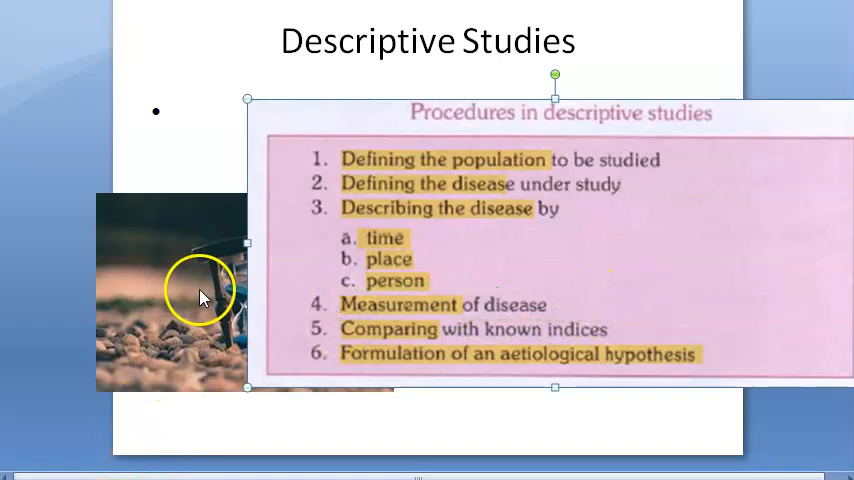 Descriptive Studies
•
Procedures in descriptive studies
1. Defining the population to be studied
2. Defining the disease under study
3. Describing the disease by
a. time
b. place
c. person
4. Measurement of disease
5. Comparing with known indices
6. Formulation of an aetiological hypothesis